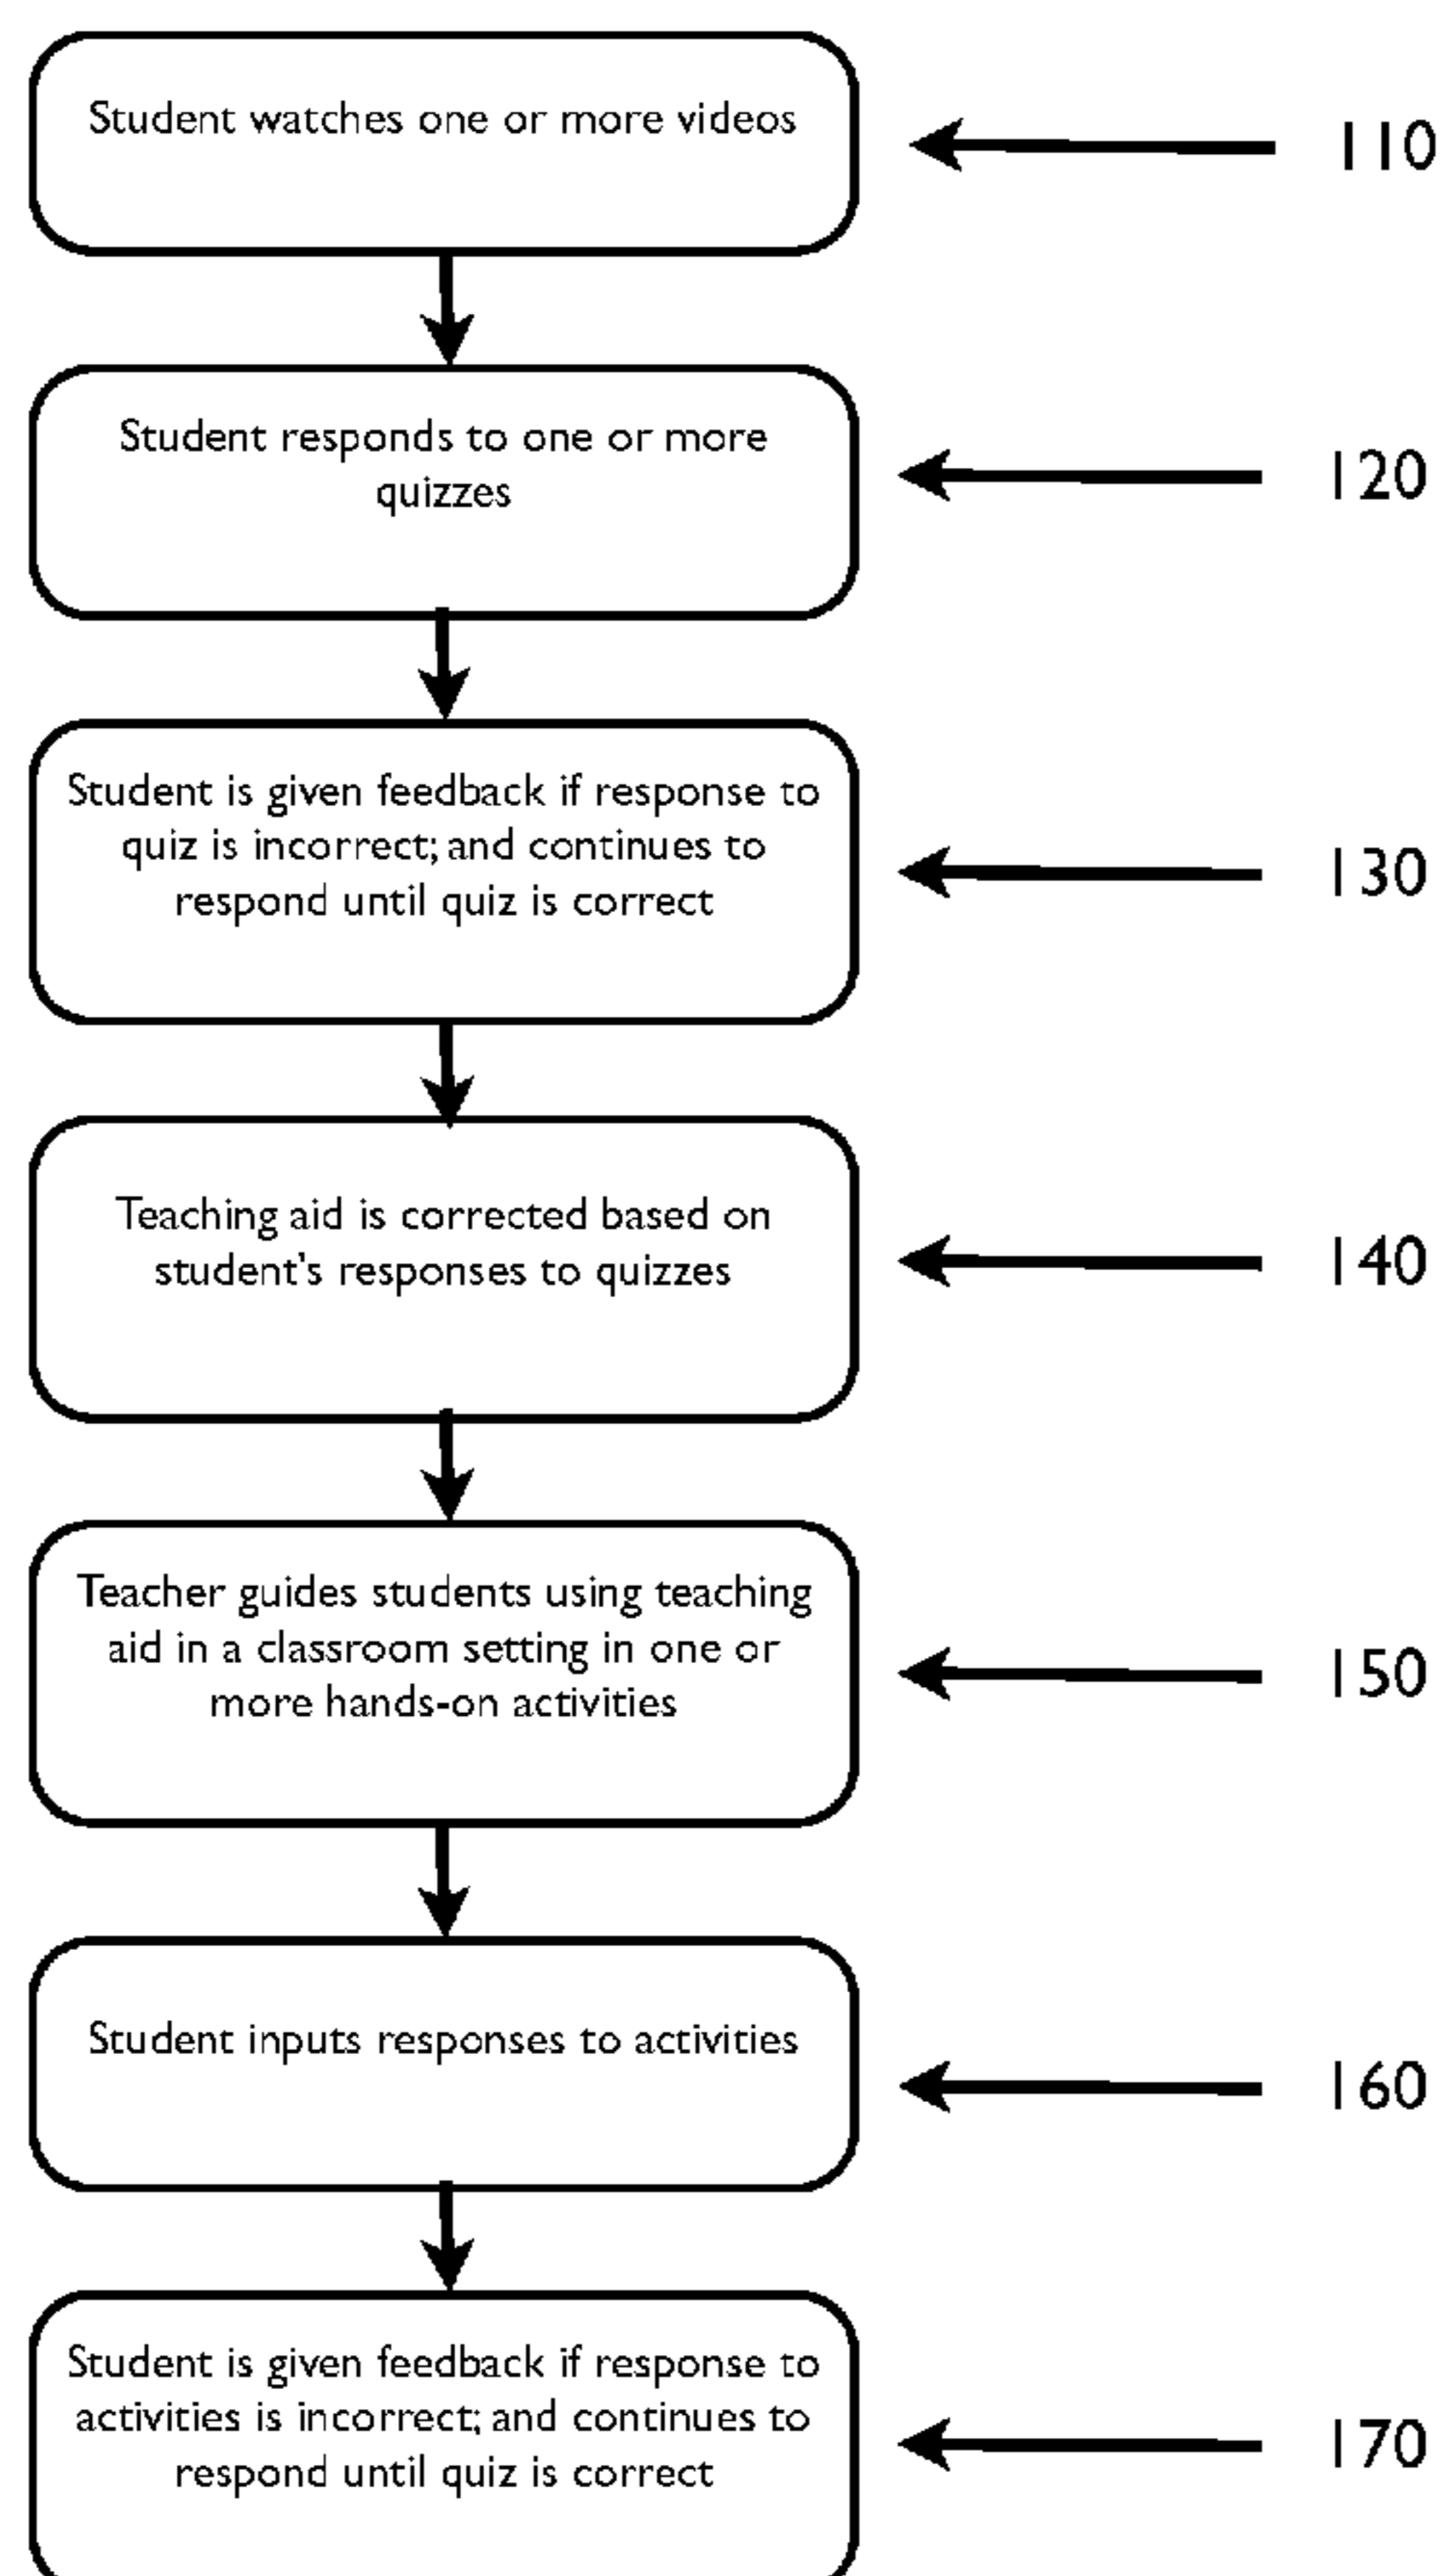 Student watches one or more videos
110
Student responds to one or more
quizzes
120
Student is given feedback if response to
quiz is incorrect; and continues to
respond until quiz is correct
130
Teaching aid is corrected based on
student's responses to quizzes
140
Teacher guides students using teaching
aid in a classroom setting in one or
more hands-on activities
150
Student inputs responses to activities
160
Student is given feedback if response to
activities is incorrect; and continues to
respond until quiz is correct
170